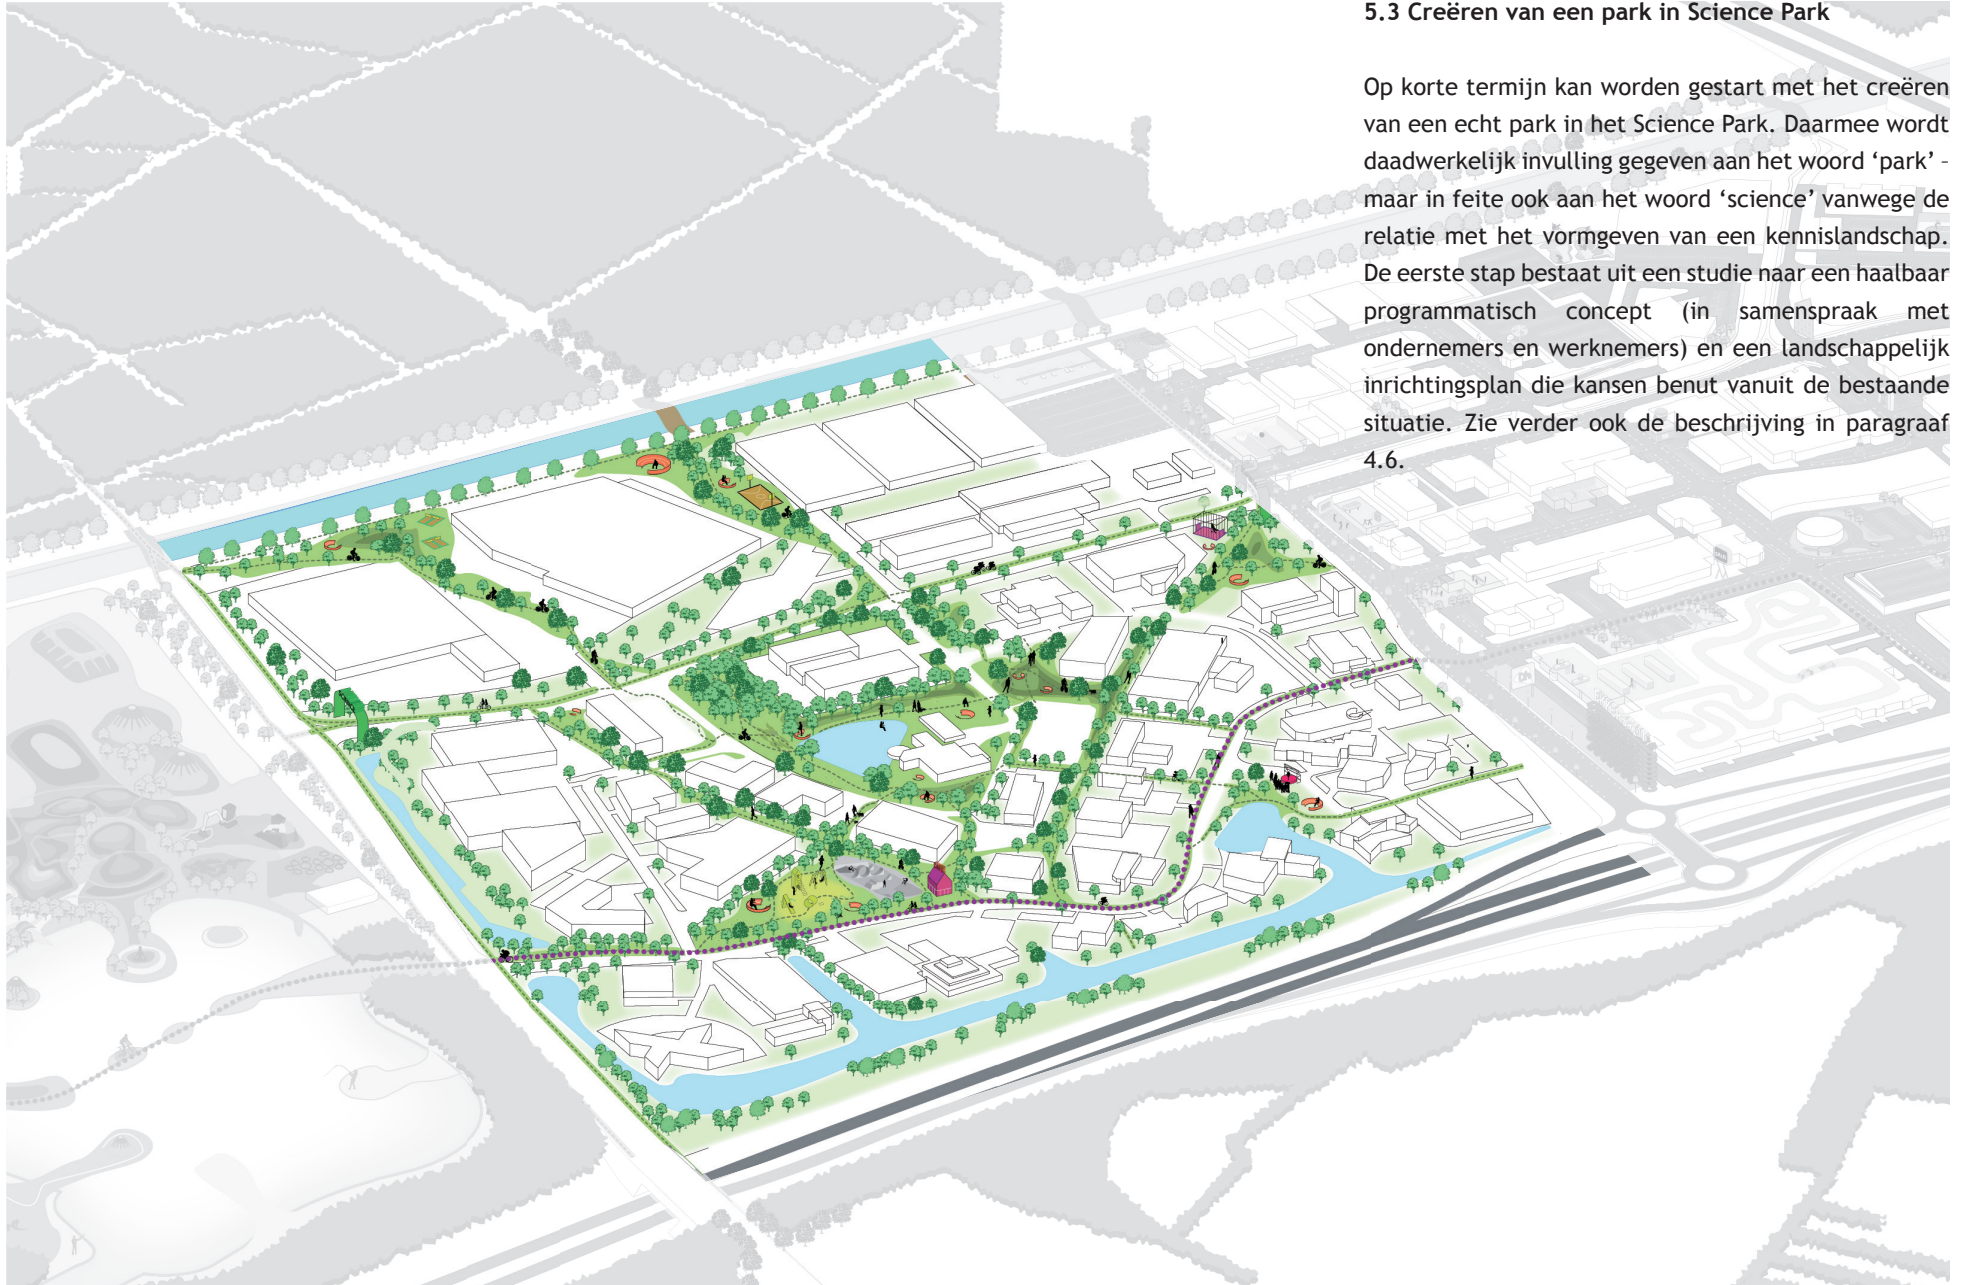 5.3 Creëren van een park in Science Park
Op korte termijn kan worden gestart met het creëren
van een echt park in het Science Park. Daarmee wordt
daadwerkelijk invulling gegeven aan het woord ‘park’ –
maar in feite ook aan het woord ‘science’ vanwege de
relatie met het vormgeven van een kennislandschap.
De eerste stap bestaat uit een studie naar een haalbaar
programmatisch concept (in samenspraak met
ondernemers en werknemers) en een landschappelijk
inrichtingsplan die kansen benut vanuit de bestaande
situatie. Zie verder ook de beschrijving in paragraaf
4.6.